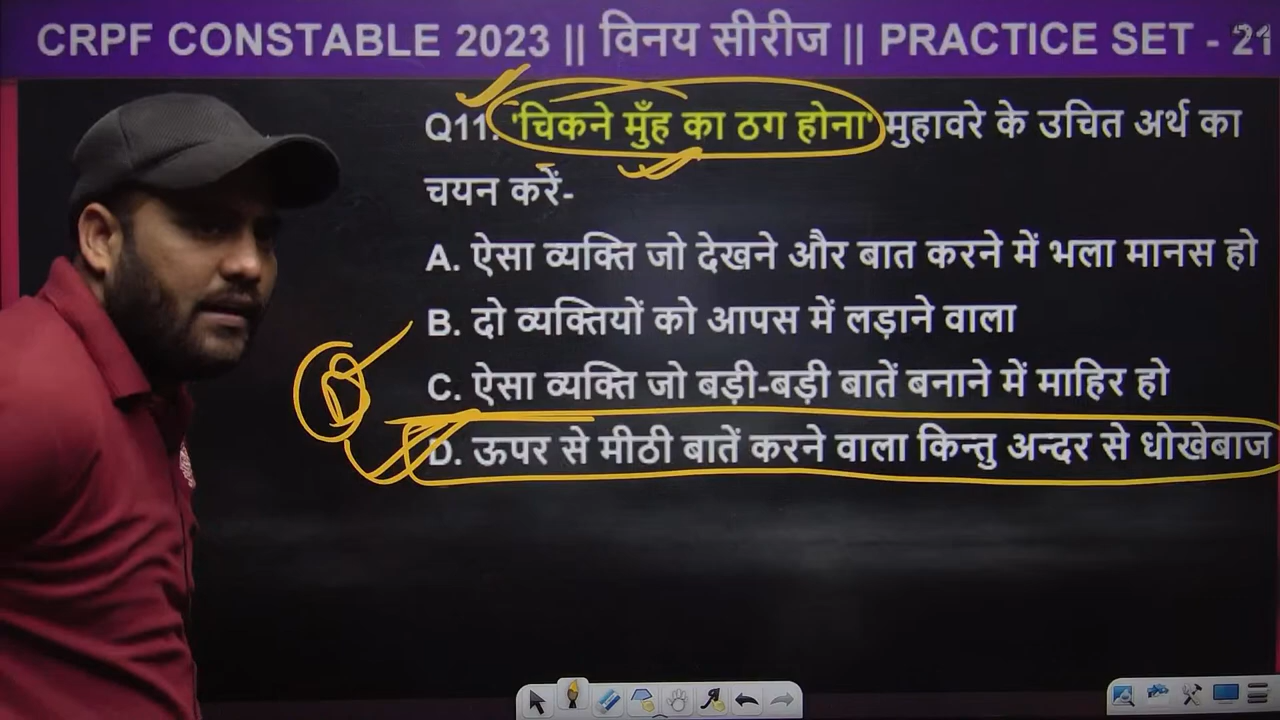 CRPF CONSTABLE 2023 || विनय सीरीज || PRACTICE SET - 21
Q11. 'चिकने मुँह का ठग होना' मुहावरे के उचित अर्थ का
चयन करें-
A. ऐसा व्यक्ति जो देखने और बात करने में भला मानस हो
B. दो व्यक्तियों को आपस में लड़ाने वाला
C. ऐसा व्यक्ति जो बड़ी-बड़ी बातें बनाने में माहिर हो
D. ऊपर से मीठी बातें करने वाला किन्तु अन्दर से धोखेबाज
D